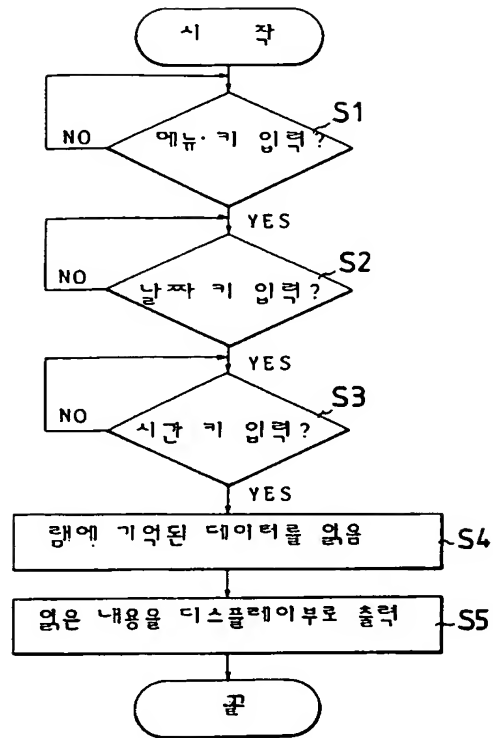 시 작
메뉴·키 입력?
S1
NO
YES
날짜 키 입력?
S2
NO
YES
시간 키 입력?
S3
NO
YES
램에 기억된 데이터를 읽음
S4
읽은 내용을 디스플레이부로 출력
S5
끝